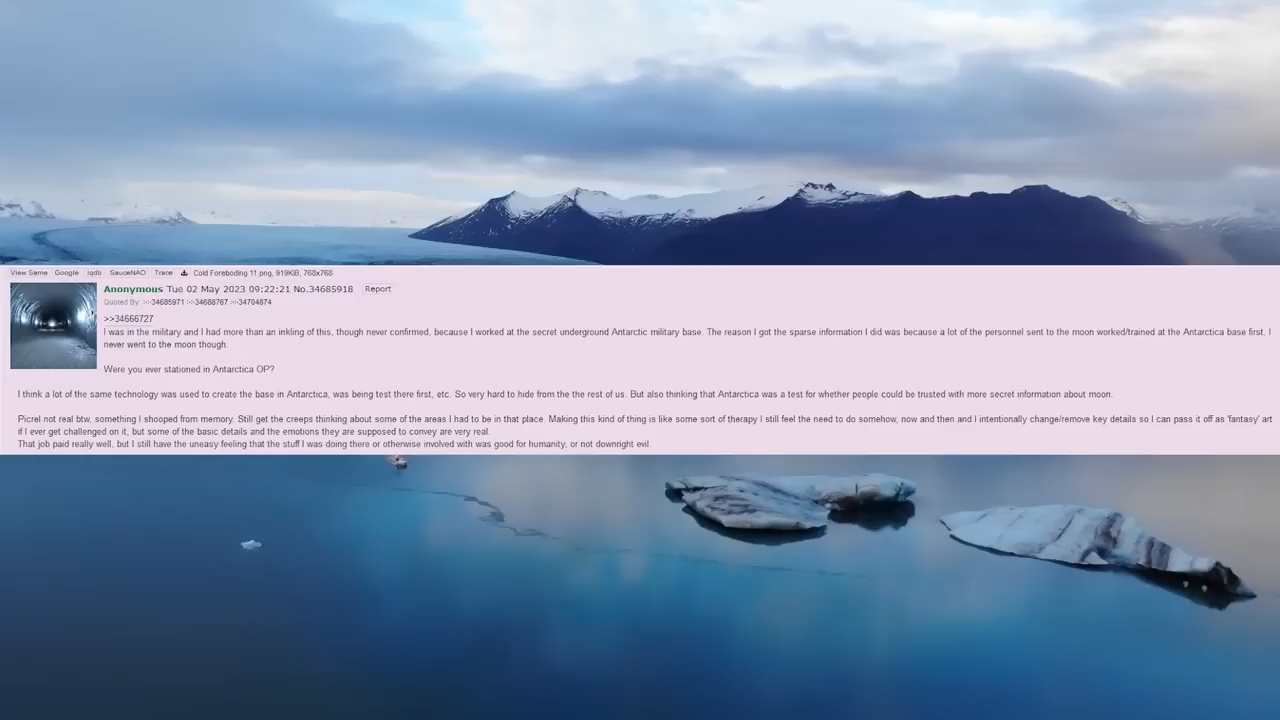 View Same Google iqdb SauceNAO Trace Cold Foreboding 11.png, 919KiB, 768x768
Anonymous Tue 02 May 2023 09:22:21 No.34685918 Report
Quoted By: >>34685971 >>34688767 >>34704874
>>34666727
I was in the military and I had more than an inkling of this, though never confirmed, because I worked at the secret underground Antarctic military base. The reason I got the sparse information I did was because a lot of the personnel sent to the moon worked/trained at the Antarctica base first. I
never went to the moon though.
Were you ever stationed in Antarctica OP?
I think a lot of the same technology was used to create the base in Antarctica, was being test there first, etc. So very hard to hide from the the rest of us. But also thinking that Antarctica was a test for whether people could be trusted with more secret information about moon.
Picrel not real btw, something I shooped from memory. Still get the creeps thinking about some of the areas I had to be in that place. Making this kind of thing is like some sort of therapy I still feel the need to do somehow, now and then and I intentionally change/remove key details so I can pass it off as 'fantasy' art
if I ever get challenged on it, but some of the basic details and the emotions they are supposed to convey are very real.
That job paid really well, but I still have the uneasy feeling that the stuff I was doing there or otherwise involved with was good for humanity, or not downright evil.